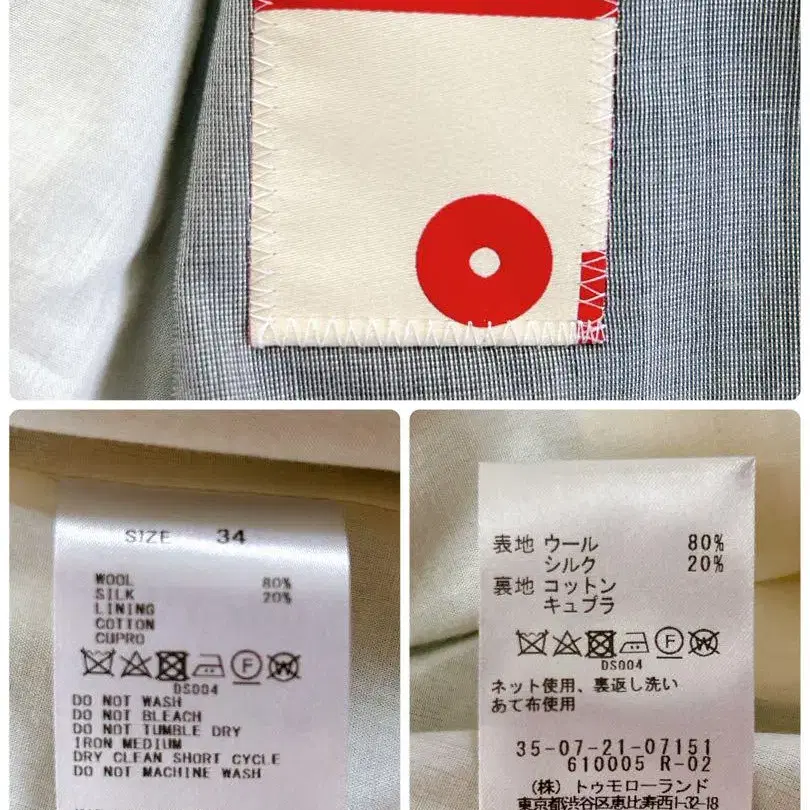 SIZE 34
WOOL 80%
SILK 20%
LINING
COTTON
CUPRO
DS004
DO NOT WASH
DO NOT BLEACH
DO NOT TUMBLE DRY
IRON MEDIUM
DRY CLEAN SHORT CYCLE
DO NOT MACHINE WASH
表地 ウール 80%
シルク 20%
裏地 コットン
キュプラ
DS004
ネット使用、裏返し洗い
あて布使用
35-07-21-07151
610005 R-02
(株) トゥモローランド
東京都渋谷区恵比寿西1-32-18